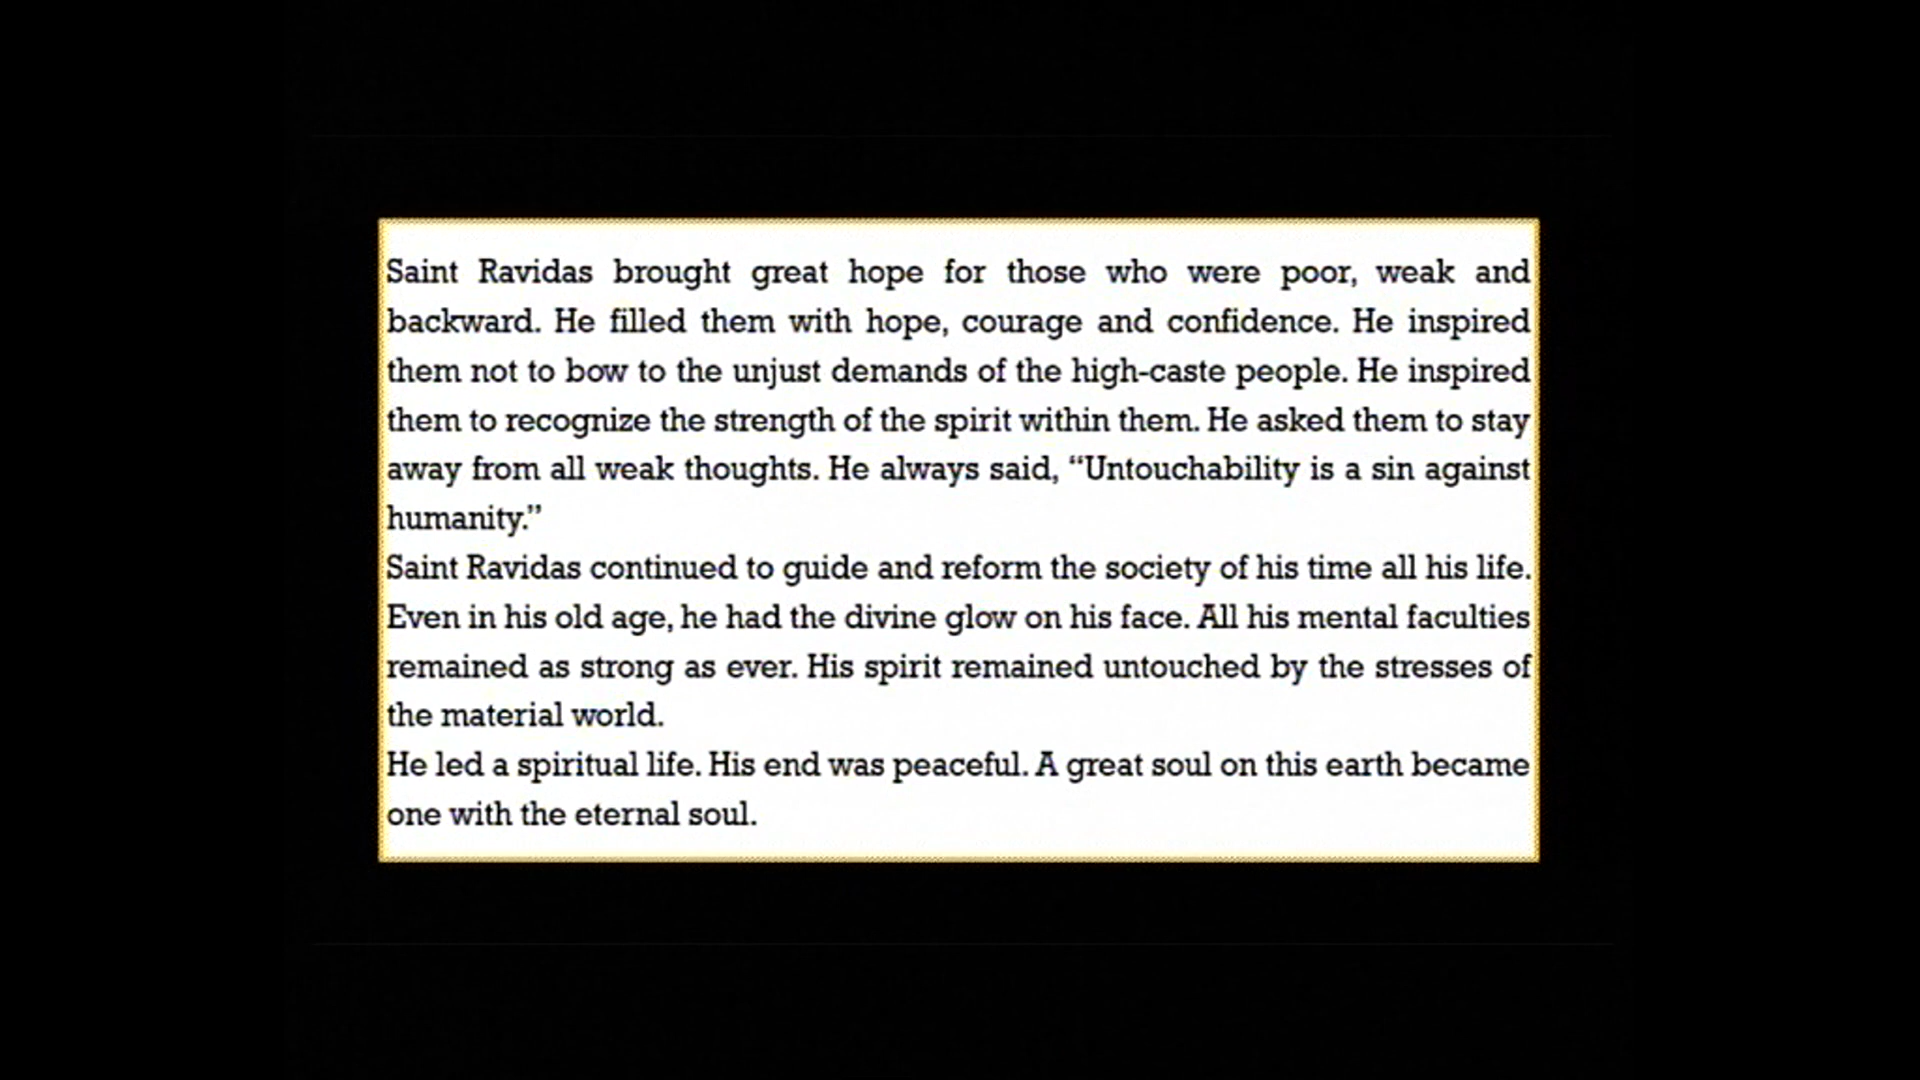 Saint Ravidas brought great hope for those who were poor, weak and
backward. He filled them with hope, courage and confidence. He inspired
them not to bow to the unjust demands of the high-caste people. He inspired
them to recognize the strength of the spirit within them. He asked them to stay
away from all weak thoughts. He always said, “Untouchability is a sin against
humanity.”
Saint Ravidas continued to guide and reform the society of his time all his life.
Even in his old age, he had the divine glow on his face. All his mental faculties
remained as strong as ever. His spirit remained untouched by the stresses of
the material world.
He led a spiritual life. His end was peaceful. A great soul on this earth became
one with the eternal soul.